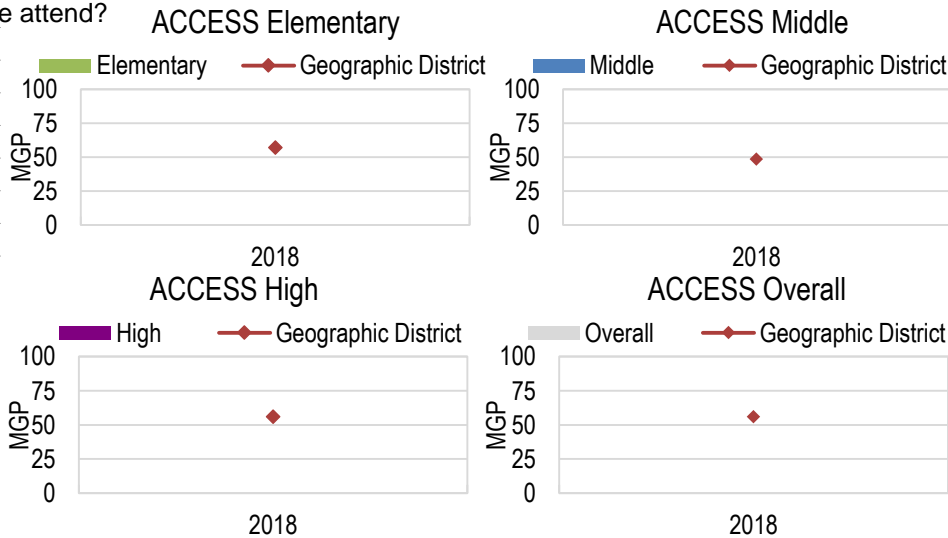 e attend?
ACCESS Elementary
Elementary Geographic District
100
75
50
25
0
MGP
2018
ACCESS Middle
Middle Geographic District
100
75
50
25
0
MGP
2018
ACCESS High
High Geographic District
100
75
50
25
0
MGP
2018
ACCESS Overall
Overall Geographic District
100
75
50
25
0
MGP
2018